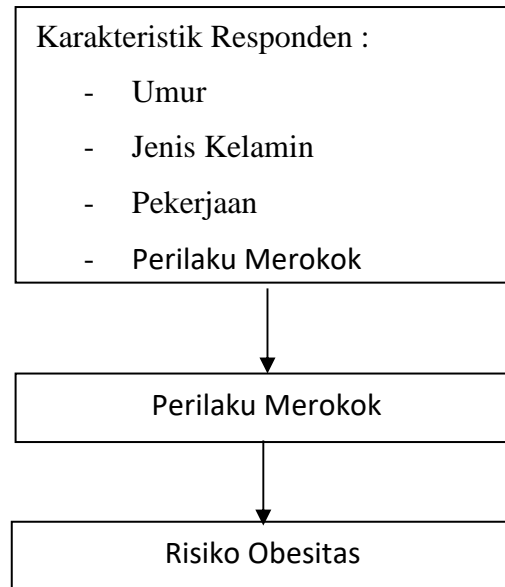 Karakteristik Responden :
- Umur
- Jenis Kelamin
- Pekerjaan
- Perilaku Merokok
Perilaku Merokok
Risiko Obesitas